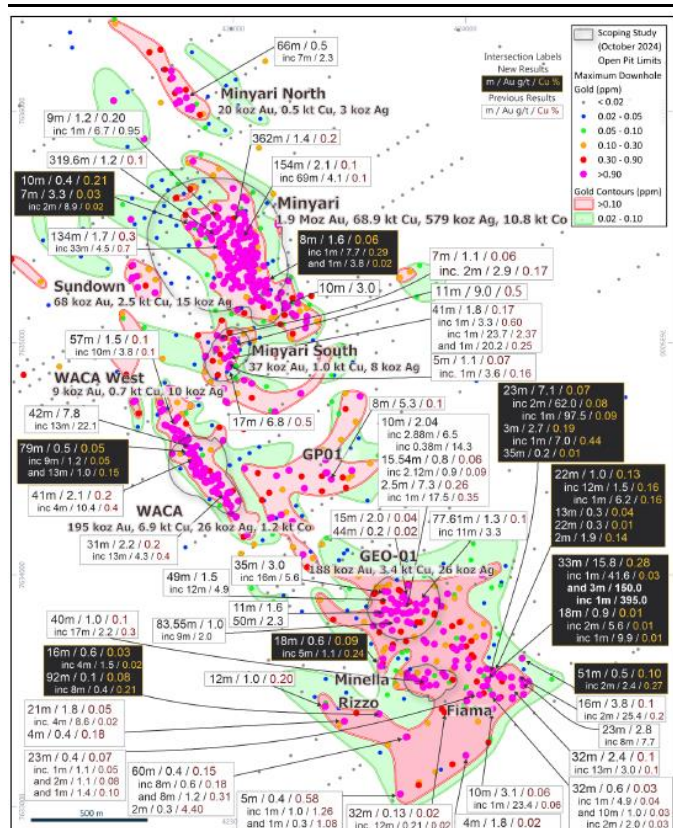 Scoping Study
(October 2024)
Open Pit Limits
Maximum Downhole
Gold (ppm)
< 0.02
0.02 - 0.05
0.05 - 0.10
0.10 - 0.30
0.30 - 0.90
>0.90
Gold Contours (ppm)
>0.10
0.02 - 0.10
Intersection Labels
New Results
m / Au g/t / Cu %
m / Au g/t / Cu %
Previous Results
66m / 0.5
inc 7m / 2.3
Minyari North
20 koz Au, 0.5 kt Cu, 3 koz Ag
9m / 1.2 / 0.20
inc 1m / 6.7 / 0.95
362m / 1.4 / 0.2
319.6m / 1.2 / 0.1
154m / 2.1 / 0.1
inc 69m / 4.1 / 0.1
10m / 0.4 / 0.21
7m / 3.3 / 0.03
inc 2m / 8.9 / 0.02
Minyari
1.9 Moz Au, 68.9 kt Cu, 579 koz Ag, 10.8 kt Co
134m / 1.7 / 0.3
inc 33m / 4.5 / 0.7
8m / 1.6 / 0.06
inc 1m / 7.7 / 0.29
and 1m / 3.8 / 0.02
7m / 1.1 / 0.06
inc. 2m / 2.9 / 0.17
Sundown
68 koz Au, 2.5 kt Cu, 15 koz Ag
10m / 3.0
11m / 9.0 / 0.5
41m / 1.8 / 0.17
inc 1m / 3.3 / 0.60
inc 1m / 23.7 / 2.37
and 1m / 20.2 / 0.25
57m / 1.5 / 0.1
inc 10m / 3.8 / 0.1
Minyari South
37 koz Au, 1.0 kt Cu, 8 koz Ag
5m / 1.1 / 0.07
inc. 1m / 3.6 / 0.16
WACA West
9 koz Au, 0.7 kt Cu, 10 koz Ag
42m / 7.8
inc 13m / 22.1
17m / 6.8 / 0.5
8m / 5.3 / 0.1
23m / 7.1 / 0.07
inc 2m / 62.0 / 0.08
inc 1m / 97.5 / 0.09
3m / 2.7 / 0.19
inc 1m / 7.0 / 0.44
35m / 0.2 / 0.01
10m / 2.04
inc 2.88m / 6.5
inc 0.38m / 14.3
15.54m / 0.8 / 0.06
inc 2.12m / 0.9 / 0.09
2.5m / 7.3 / 0.26
inc 1m / 17.5 / 0.35
79m / 0.5 / 0.05
inc 9m / 1.2 / 0.05
and 13m / 1.0 / 0.15
GP01
22m / 1.0 / 0.13
inc 12m / 1.5 / 0.16
inc 1m / 6.2 / 0.16
13m / 0.3 / 0.04
22m / 0.3 / 0.01
2m / 1.9 / 0.14
41m / 2.1 / 0.2
inc 4m / 10.4 / 0.4
WACA
195 koz Au, 6.9 kt Cu, 26 koz Ag, 1.2 kt Co
15m / 2.0 / 0.04
44m / 0.2 / 0.02
77.61m / 1.3 / 0.1
inc 11m / 3.3
31m / 2.2 / 0.2
inc 13m / 4.3 / 0.4
GEO-01
188 koz Au, 3.4 kt Cu, 26 koz Ag
33m / 15.8 / 0.28
inc 1m / 41.6 / 0.03
and 3m / 150.0
inc 1m / 395.0
18m / 0.9 / 0.01
inc 2m / 5.6 / 0.01
inc 1m / 9.9 / 0.01
35m / 3.0
inc 16m / 5.6
49m / 1.5
inc 12m / 4.9
11m / 1.6
50m / 2.3
40m / 1.0 / 0.1
inc 17m / 2.2 / 0.3
83.55m / 1.0
inc 9m / 2.0
18m / 0.6 / 0.09
inc 5m / 1.1 / 0.24
16m / 0.6 / 0.03
inc 4m / 1.5 / 0.02
92m / 0.1 / 0.08
inc 8m / 0.4 / 0.21
Minella
51m / 0.5 / 0.10
inc 2m / 2.4 / 0.27
12m / 1.0 / 0.20
Rizzo
Fiama
16m / 3.8 / 0.1
inc 2m / 25.4 / 0.2
21m / 1.8 / 0.05
inc. 4m / 8.6 / 0.02
4m / 0.4 / 0.18
23m / 2.8
inc 8m / 7.7
23m / 0.4 / 0.07
inc. 1m / 1.1 / 0.05
and 2m / 1.1 / 0.08
and 1m / 1.4 / 0.10
32m / 2.4 / 0.1
inc 13m / 3.0 / 0.1
60m / 0.4 / 0.15
inc 8m / 0.6 / 0.18
and 8m / 1.2 / 0.31
2m / 0.3 / 4.40
10m / 3.1 / 0.06
inc 1m / 23.4 / 0.06
32m / 0.6 / 0.03
inc 1m / 4.9 / 0.04
and 10m / 1.0 / 0.03
inc 2m / 2.0 / 0.03
5m / 0.4 / 0.58
inc 1m / 1.0 / 1.26
and 1m / 0.3 / 1.08
32m / 0.13 / 0.02
inc 12m / 0.21 / 0.02
4m / 1.8 / 0.02
500 m